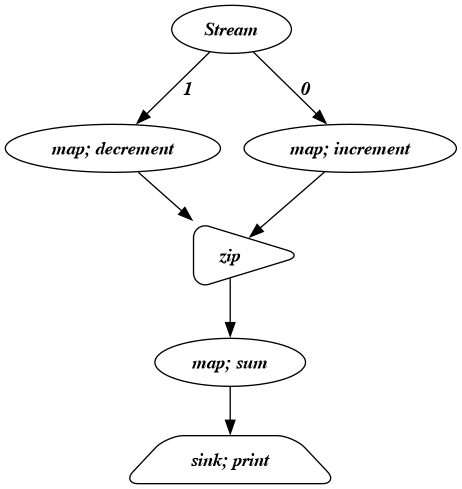 Stream
1
0
map; decrement
map; increment
zip
map; sum
sink; print